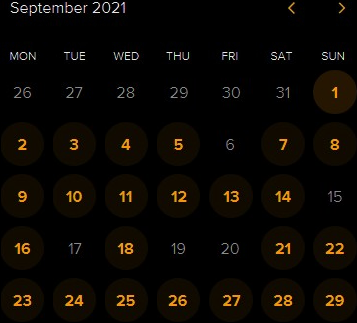 September 2021
MON TUE WED THU FRI SAT SUN
26 27 28 29 30 31 1
2 3 4 5 6 7 8
9 10 11 12 13 14 15
16 17 18 19 20 21 22
23 24 25 26 27 28 29